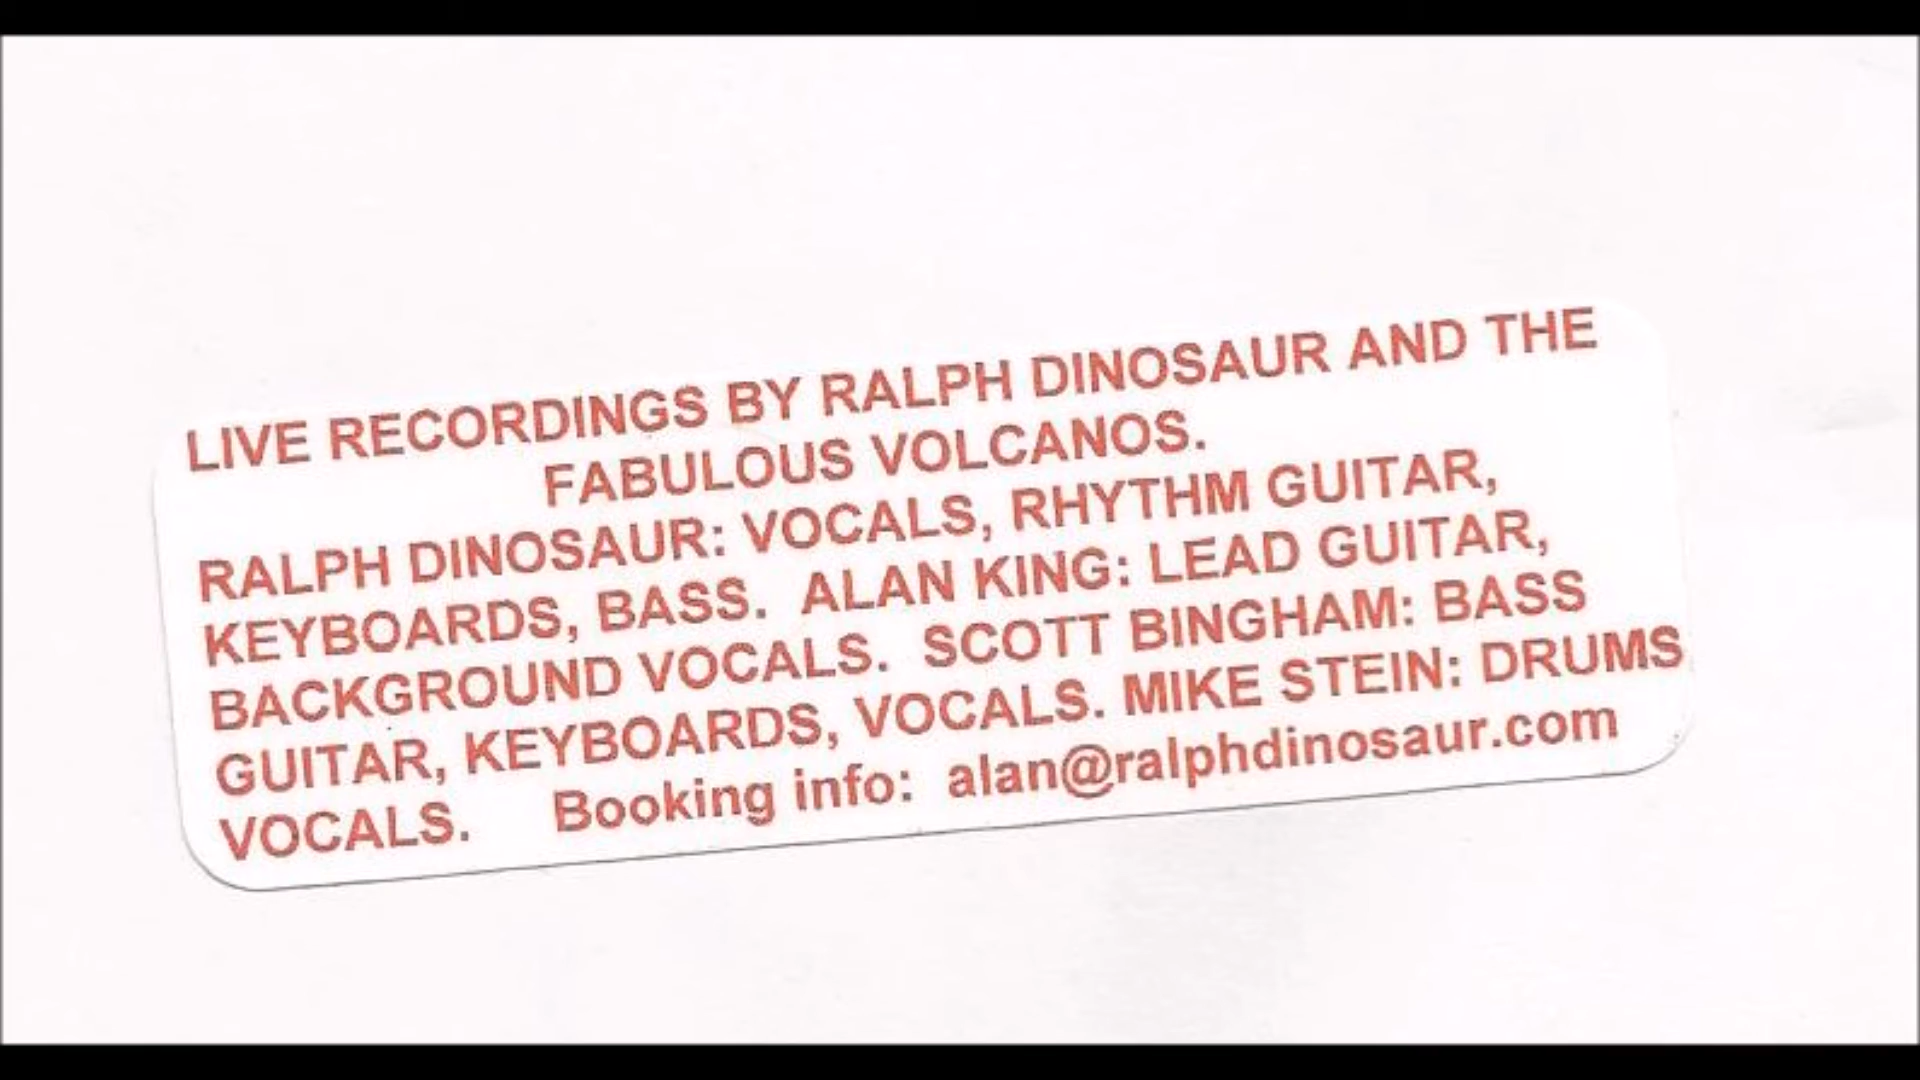 LIVE RECORDINGS BY RALPH DINOSAUR AND THE
FABULOUS VOLCANOS.
RALPH DINOSAUR: VOCALS, RHYTHM GUITAR,
KEYBOARDS, BASS.  ALAN KING: LEAD GUITAR,
BACKGROUND VOCALS.  SCOTT BINGHAM: BASS
GUITAR, KEYBOARDS, VOCALS. MIKE STEIN: DRUMS
VOCALS.    Booking info:  alan@ralphdinosaur.com